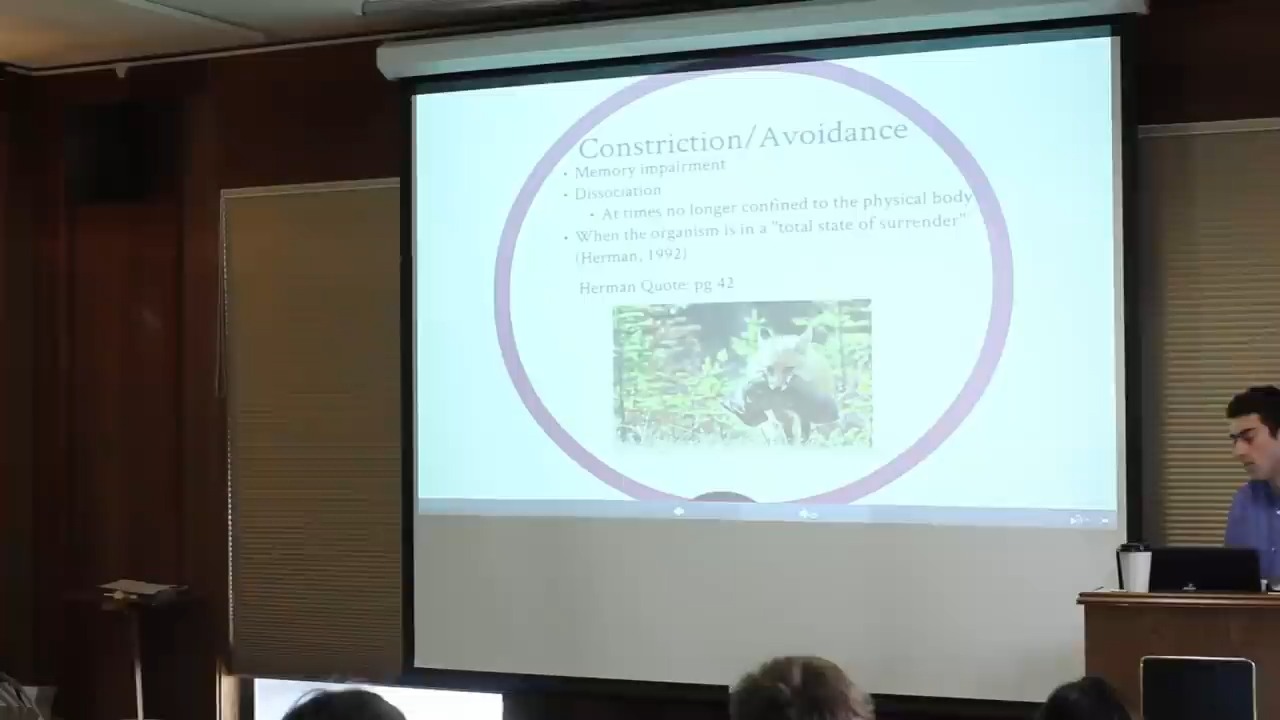 Constriction/Avoidance
• Memory impairment
• Dissociation
• At times no longer confined to the physical body
• When the organism is in a "total state of surrender"
(Herman, 1992)
Herman Quote: pg 42